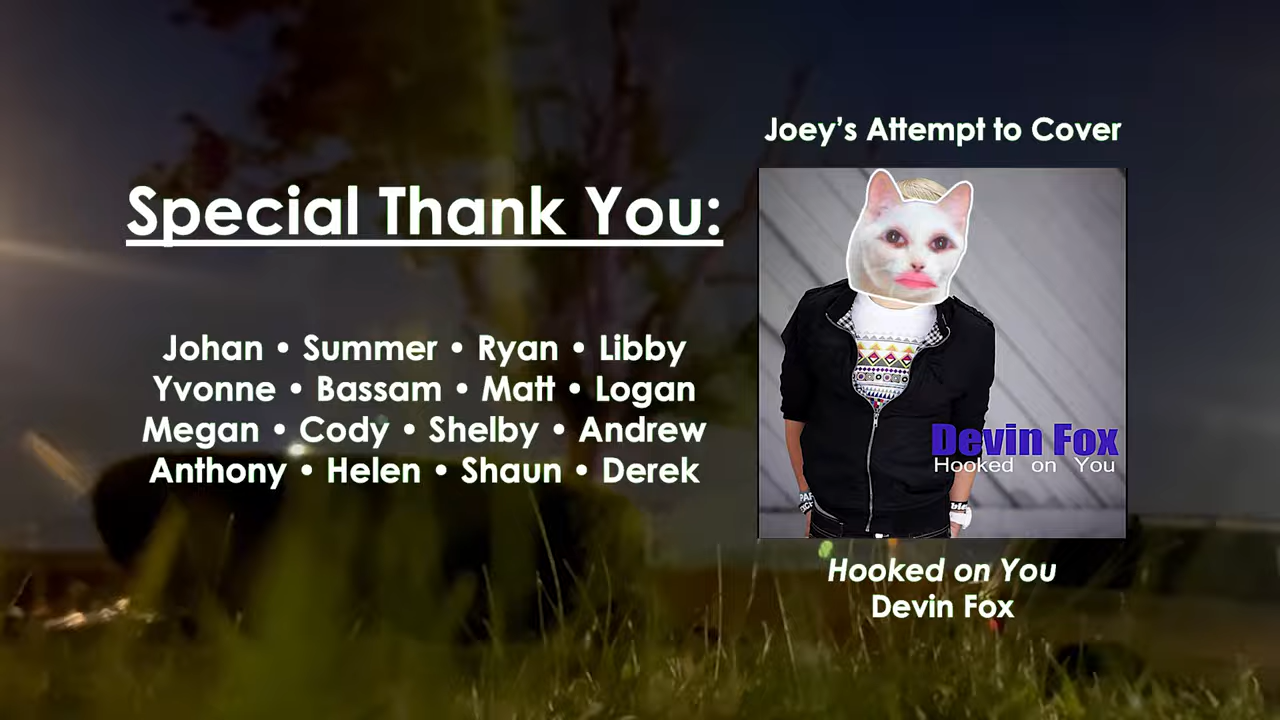 Special Thank You:
Johan • Summer • Ryan • Libby
Yvonne • Bassam • Matt • Logan
Megan • Cody • Shelby • Andrew
Anthony • Helen • Shaun • Derek
Joey’s Attempt to Cover
Devin Fox
Hooked on You
Hooked on You
Devin Fox